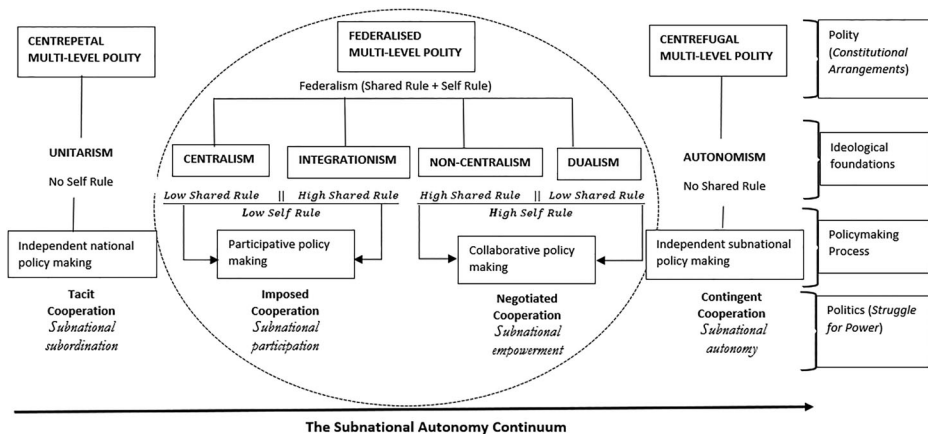 CENTREPETAL
MULTI-LEVEL POLITY
FEDERALISED
MULTI-LEVEL POLITY
CENTREFUGAL
MULTI-LEVEL POLITY
Polity
(Constitutional
Arrangements)
Federalism (Shared Rule + Self Rule)
UNITARISM
No Self Rule
CENTRALISM
INTEGRATIONISM
NON-CENTRALISM
DUALISM
AUTONOMISM
No Shared Rule
Ideological
foundations
Low Shared Rule || High Shared Rule
Low Self Rule
High Shared Rule || Low Shared Rule
High Self Rule
Independent national
policy making
Participative policy
making
Collaborative policy
making
Independent subnational
policy making
Policymaking
Process
Tacit
Cooperation
Subnational
subordination
Imposed
Cooperation
Subnational
participation
Negotiated
Cooperation
Subnational
empowerment
Contingent
Cooperation
Subnational
autonomy
Politics (Struggle
for Power)
The Subnational Autonomy Continuum